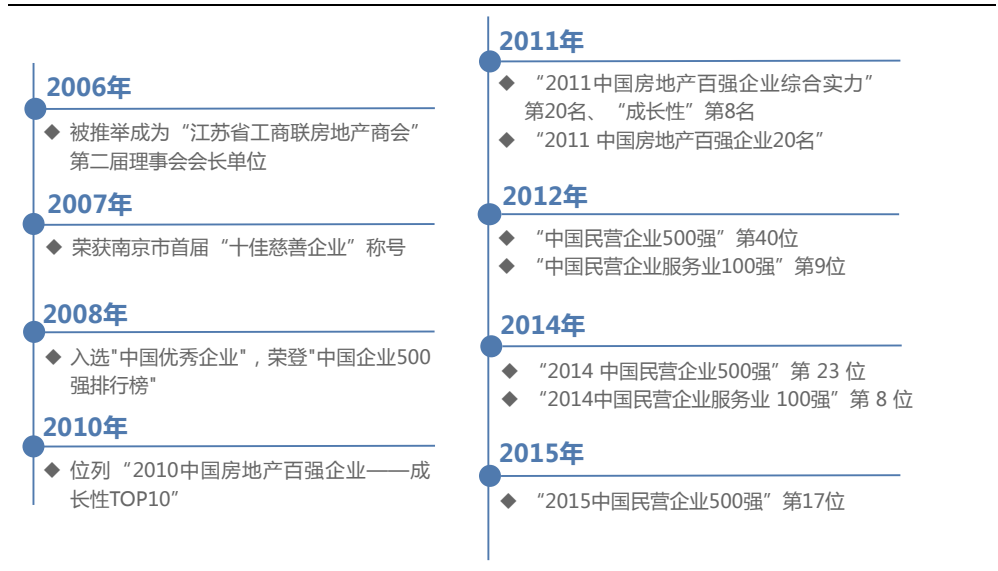 2006年
◆ 被推举成为“江苏省工商联房地产商会”
第二届理事会会长单位
2007年
◆ 荣获南京市首届“十佳慈善企业”称号
2008年
◆ 入选"中国优秀企业"，荣登"中国企业500
强排行榜"
2010年
◆ 位列“2010中国房地产百强企业——成
长性TOP10”
2011年
◆ “2011中国房地产百强企业综合实力”
第20名、“成长性”第8名
◆ “2011 中国房地产百强企业20名”
2012年
◆ “中国民营企业500强”第40位
◆ “中国民营企业服务业100强”第9位
2014年
◆ “2014 中国民营企业500强”第 23 位
◆ “2014中国民营企业服务业 100强”第 8 位
2015年
◆ “2015中国民营企业500强”第17位